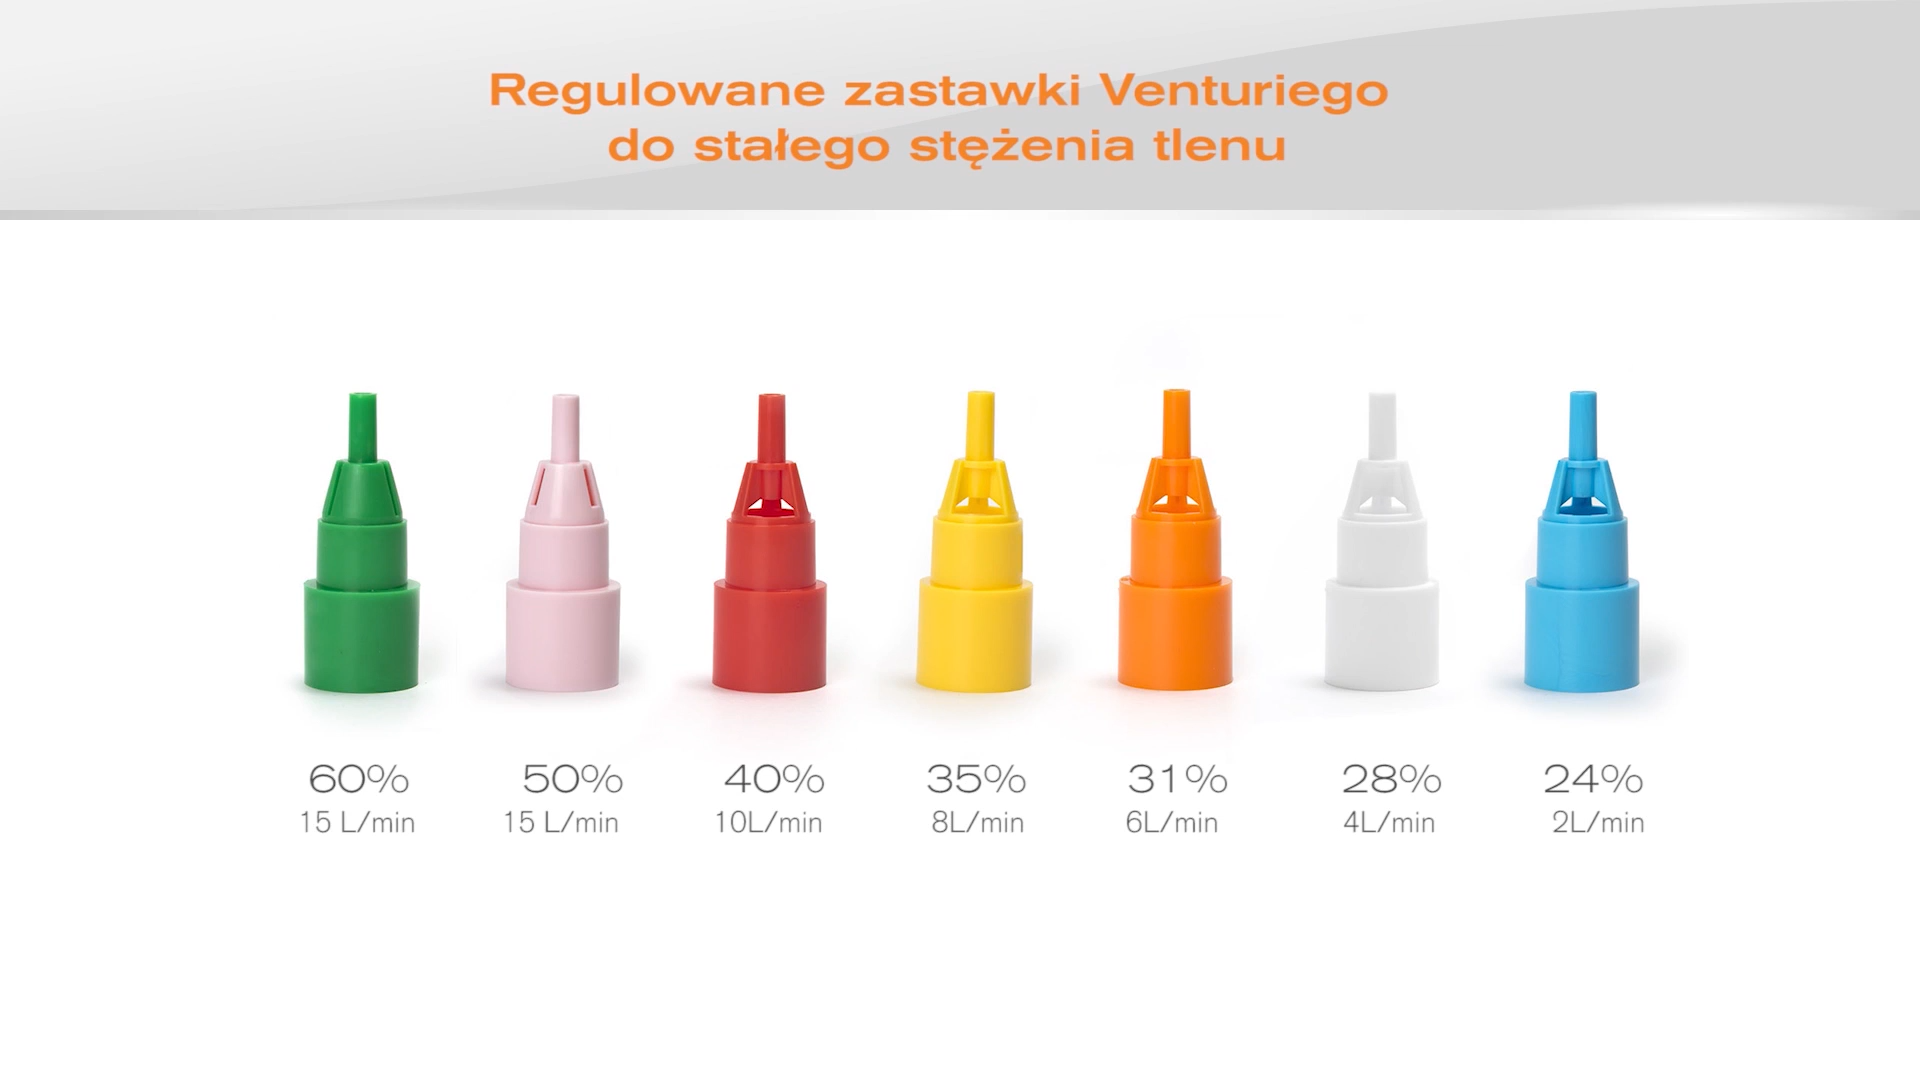 Regulowane zastawki Venturiego
do stałego stężenia tlenu
60% 50% 40% 35% 31% 28% 24%
15 L/min 15 L/min 10L/min 8L/min 6L/min 4L/min 2L/min